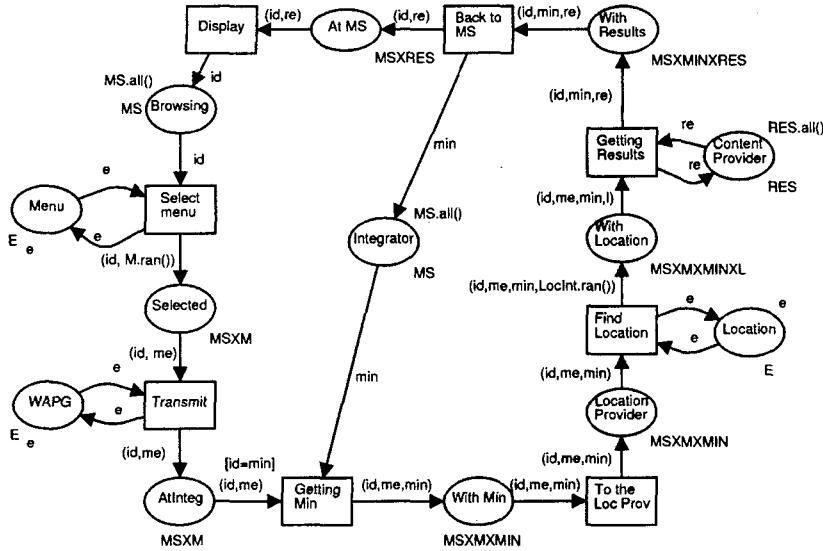 Display
(id,re)
At MS
(id,re)
Back to
MS
(id,min,re)
With
Results
MSXRES
MSXMINXRES
id
MS.all()
MS
Browsing
id
min
(id,min,re)
Getting
Results
re
re
Content
Provider
RES.all()
RES
Menu
e
e
E
e
Select
menu
(id, M.ran())
MS.all()
Integrator
MS
(id,me,min,l)
With
Location
MSXMXMINXL
Selected
MSXM
(id,me,min,LocInt.ran())
Find
Location
e
e
Location
e
E
(id, me)
min
WAPG
e
e
E
e
Transmit
(id,me,min)
Location
Provider
MSXMXMIN
(id,me)
[id=min]
(id,me,min)
AtInteg
(id,me)
Getting
Min
(id,me,min)
With Min
(id,me,min)
To the
Loc Prov
MSXM
MSXMXMIN